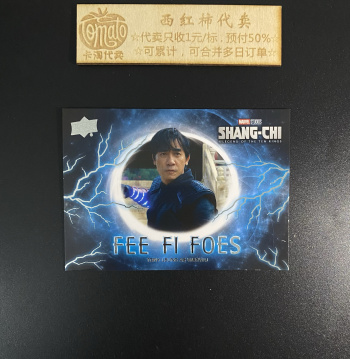 西红柿代卖
Tomato
卡淘代卖
☆代卖只收1元/标,预付50%☆
☆可累计,可合并多日订单☆
MARVEL STUDIOS
SHANG-CHI
AND THE LEGEND OF THE TEN RINGS
FEE FI FOES